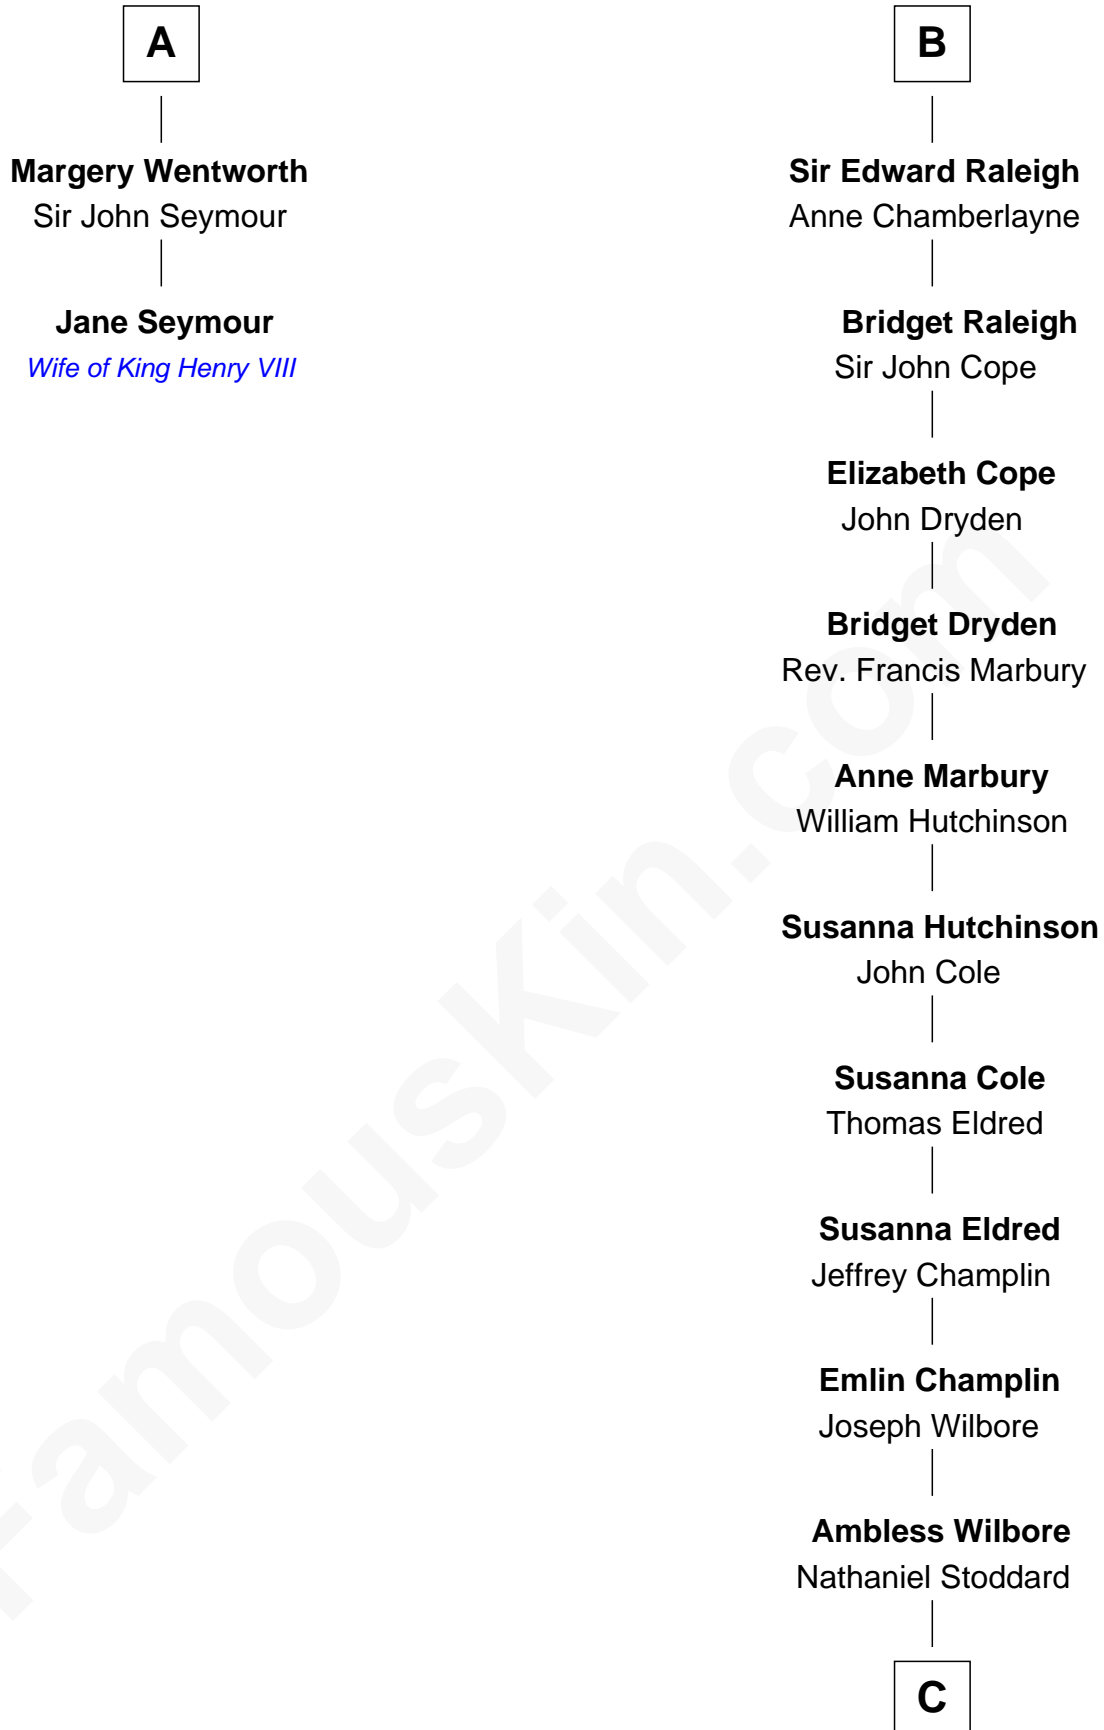 A
Margery Wentworth
Sir John Seymour
Jane Seymour
Wife of King Henry VIII
B
Sir Edward Raleigh
Anne Chamberlayne
Bridget Raleigh
Sir John Cope
Elizabeth Cope
John Dryden
Bridget Dryden
Rev. Francis Marbury
Anne Marbury
William Hutchinson
Susanna Hutchinson
John Cole
Susanna Cole
Thomas Eldred
Susanna Eldred
Jeffrey Champlin
Emlin Champlin
Joseph Wilbore
Ambless Wilbore
Nathaniel Stoddard
C
FamousKin.com